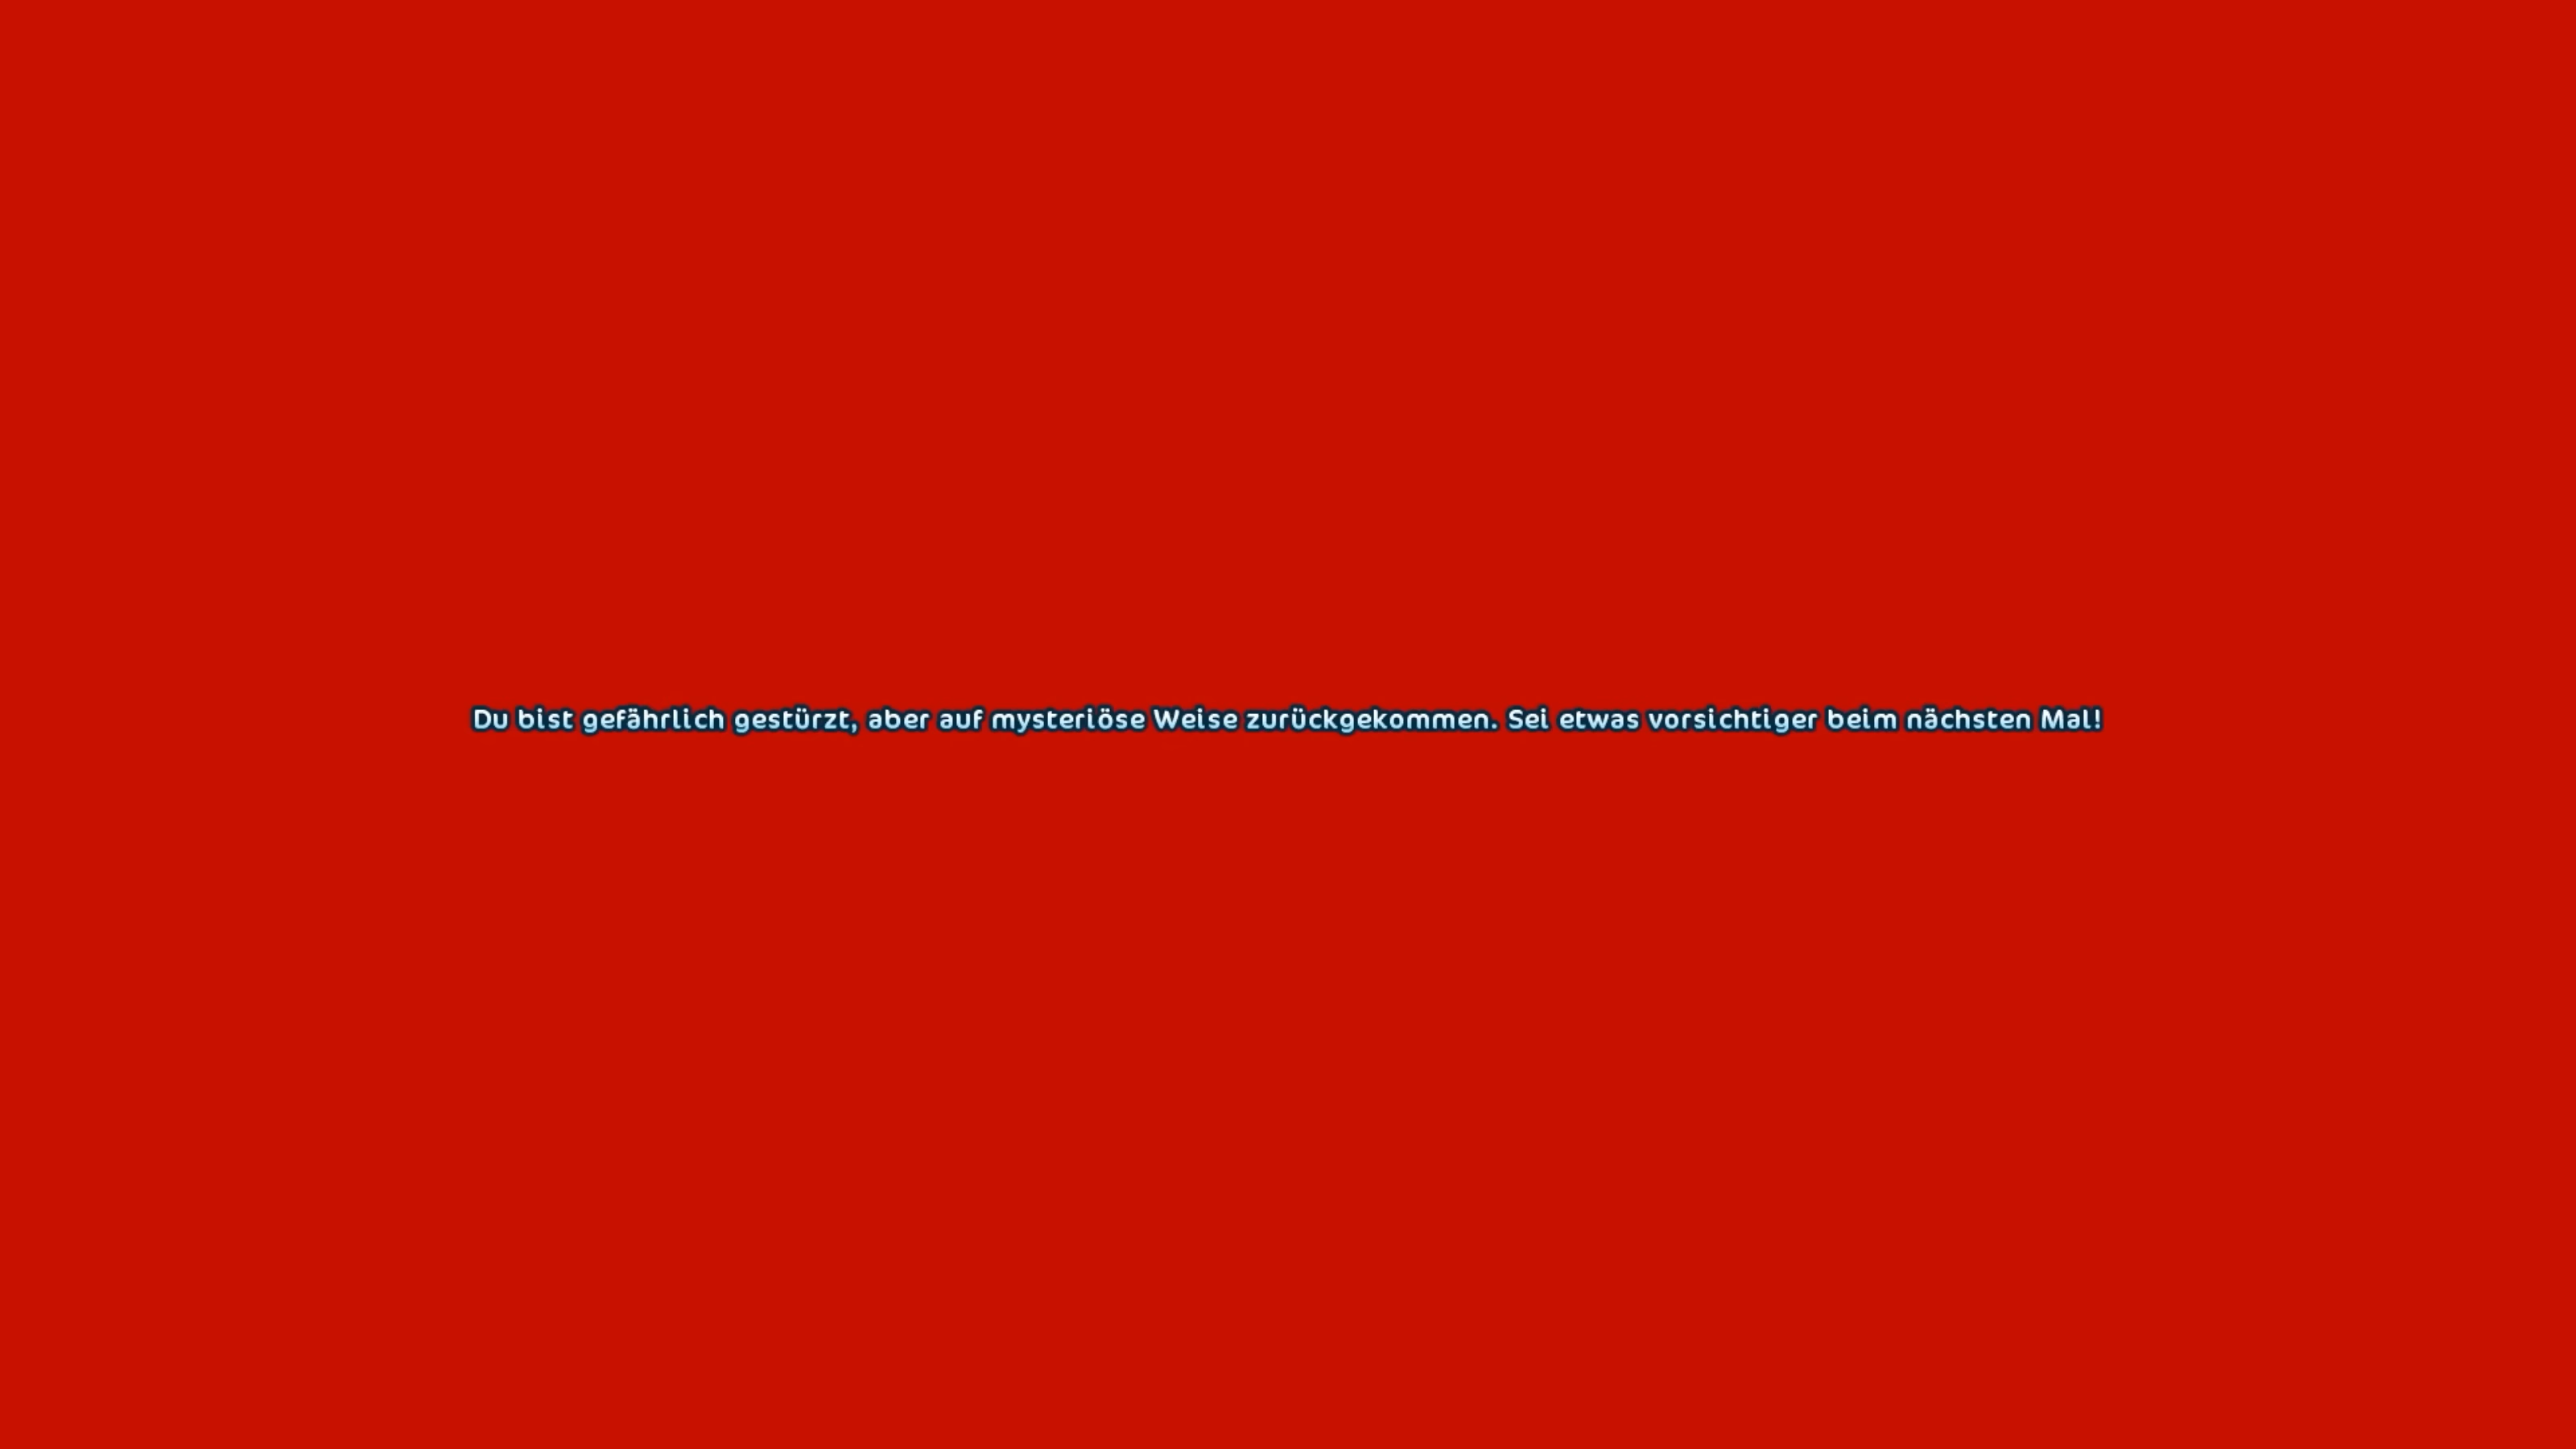 Du bist gefährlich gestürzt, aber auf mysteriöse Weise zurückgekommen. Sei etwas vorsichtiger beim nächsten Mal!